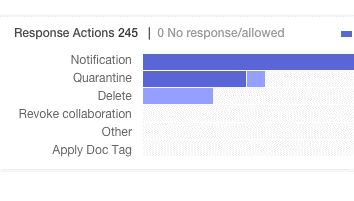 Response Actions 245 | 0 No response/allowed
Notification
Quarantine
Delete
Revoke collaboration
Other
Apply Doc Tag